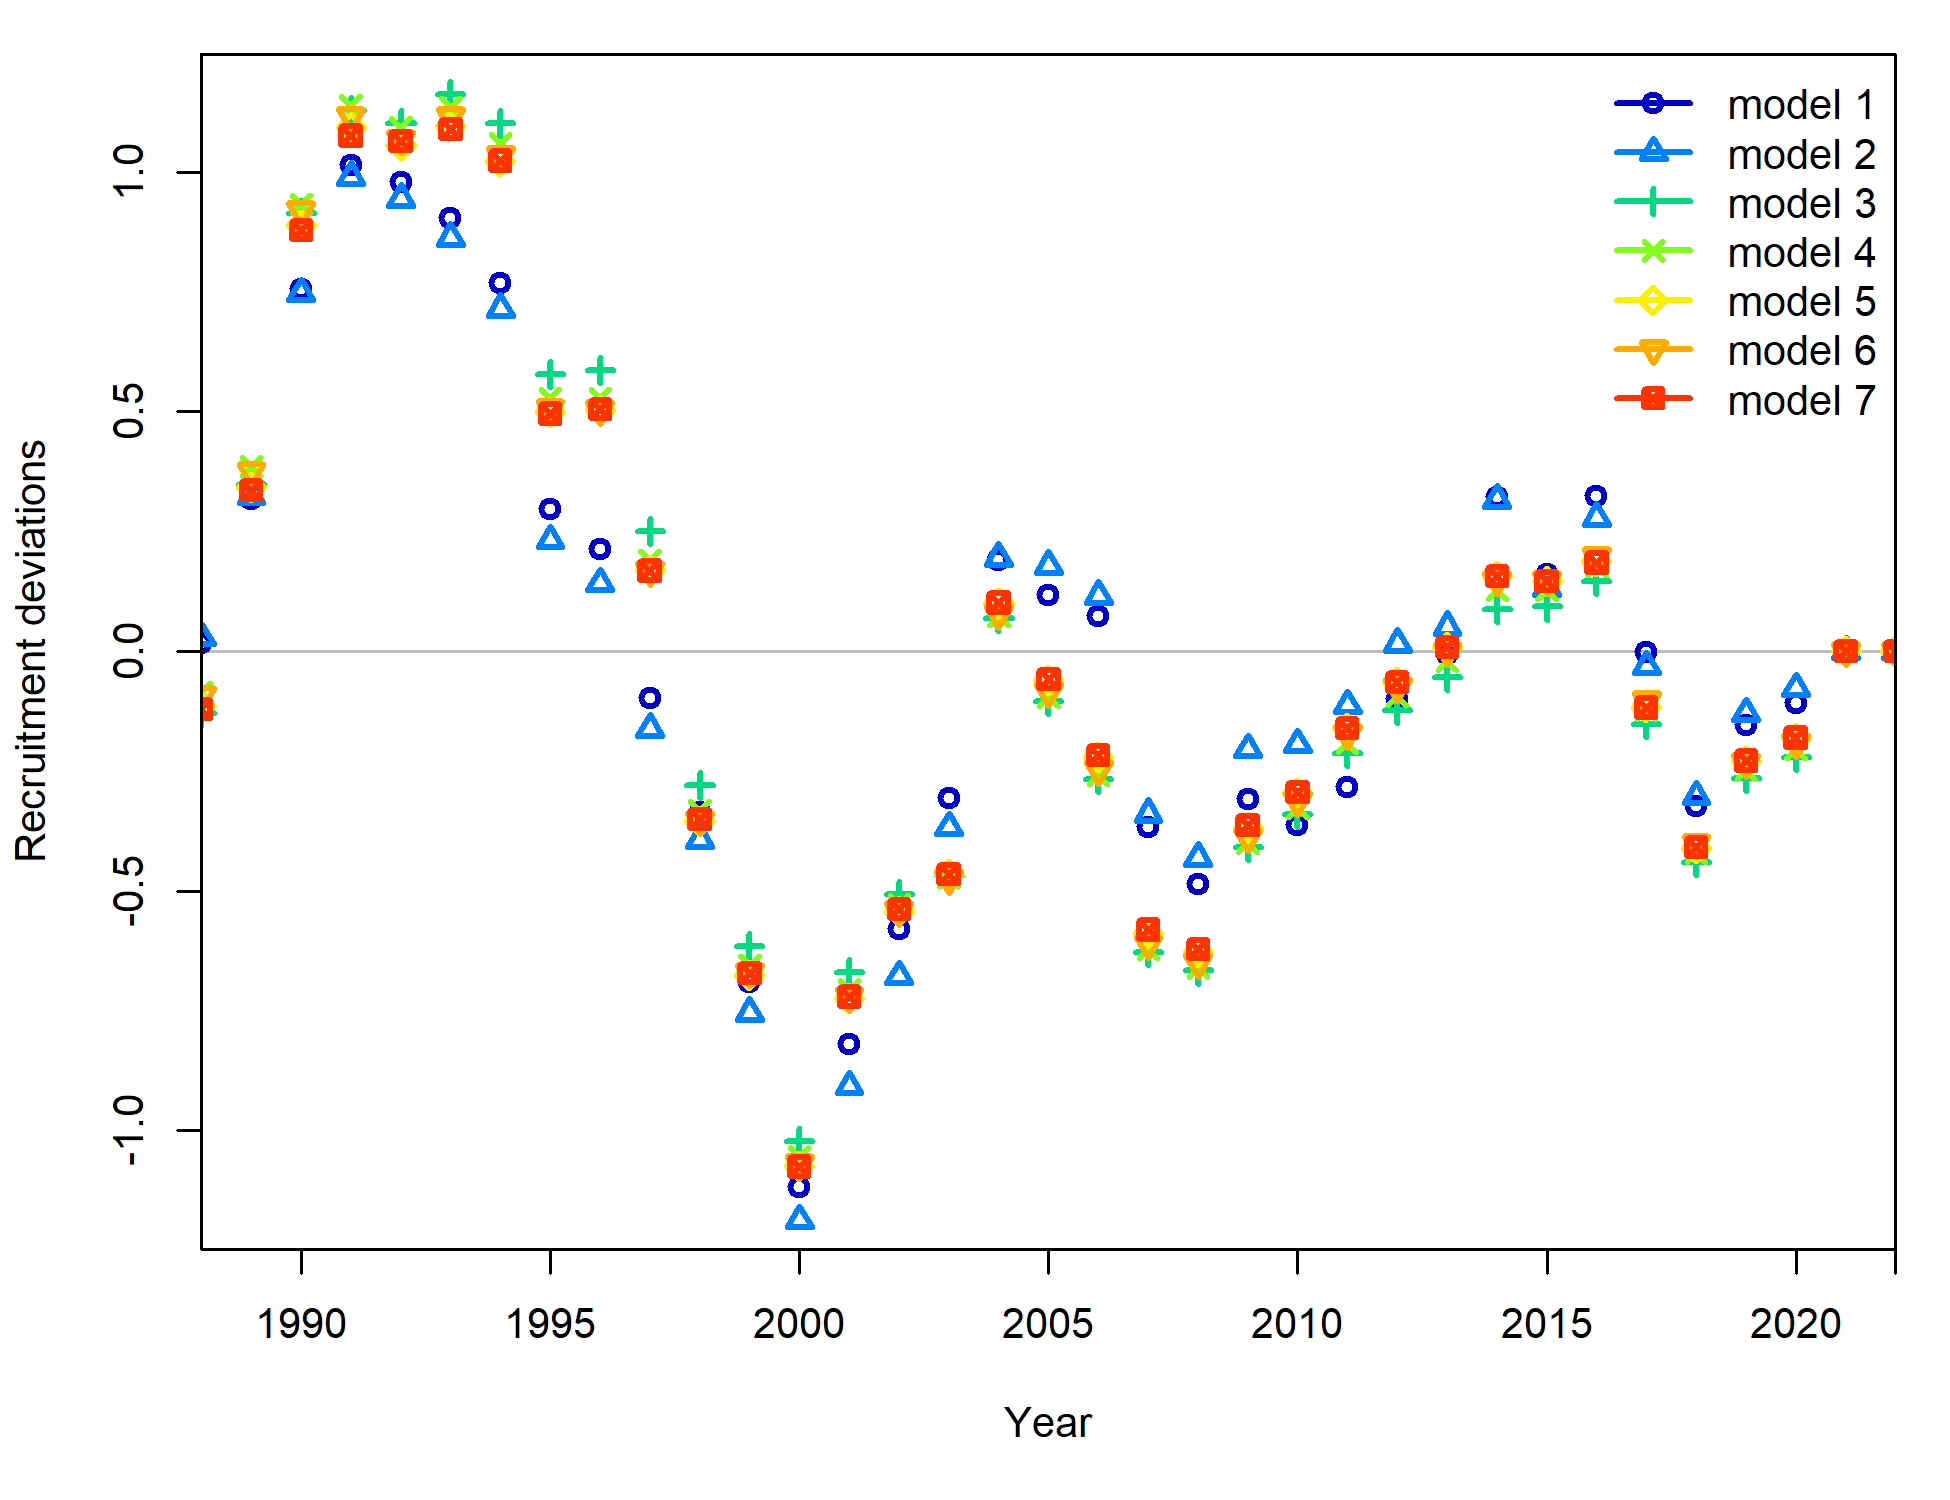 model 1
model 2
model 3
model 4
model 5
model 6
model 7
Recruitment deviations
1.0
0.5
0.0
-0.5
-1.0
1990 1995 2000 2005 2010 2015 2020
Year